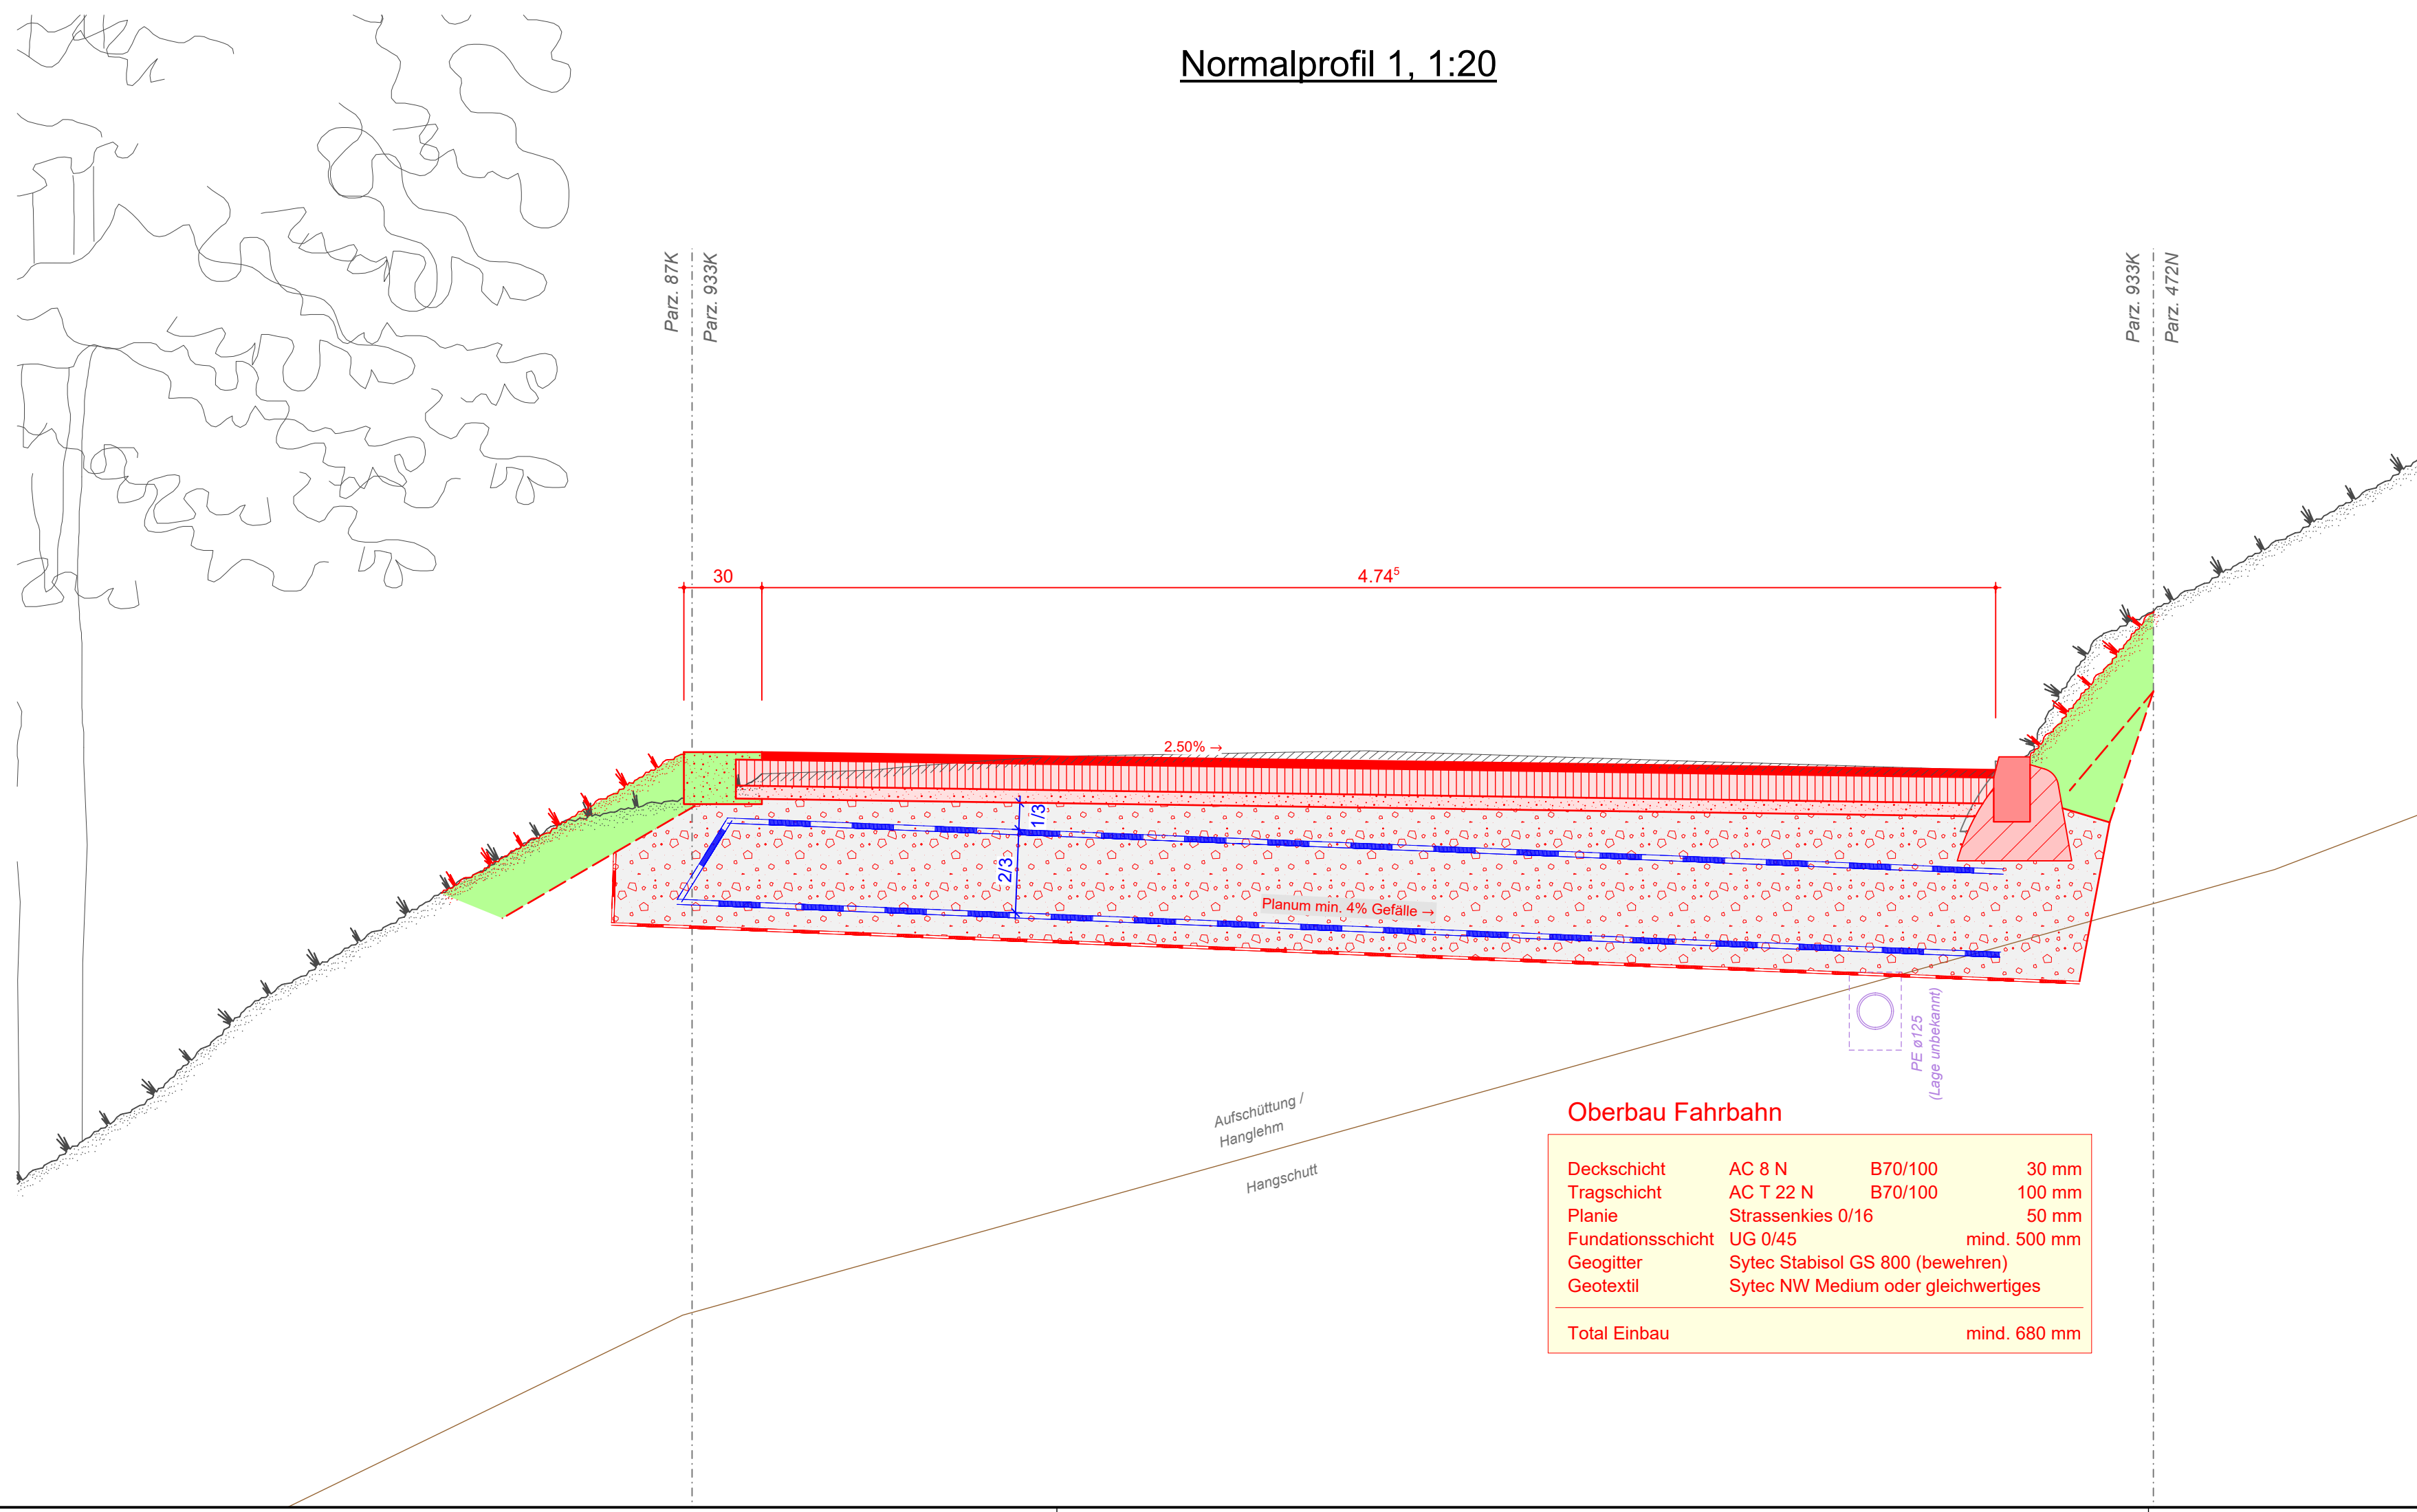 Normalprofil 1, 1:20
Parz. 87K
Parz. 933K
Parz. 933K
Parz. 472N
30
4.74⁵
2.50% →
1/3
2/3
Planum min. 4% Gefälle →
PE ø125
(Lage unbekannt)
Aufschüttung /
Hanglehm
Hangschutt
Oberbau Fahrbahn
Deckschicht AC 8 N B70/100 30 mm
Tragschicht AC T 22 N B70/100 100 mm
Planie Strassenkies 0/16 50 mm
Fundationsschicht UG 0/45 mind. 500 mm
Geogitter Sytec Stabisol GS 800 (bewehren)
Geotextil Sytec NW Medium oder gleichwertiges
Total Einbau mind. 680 mm